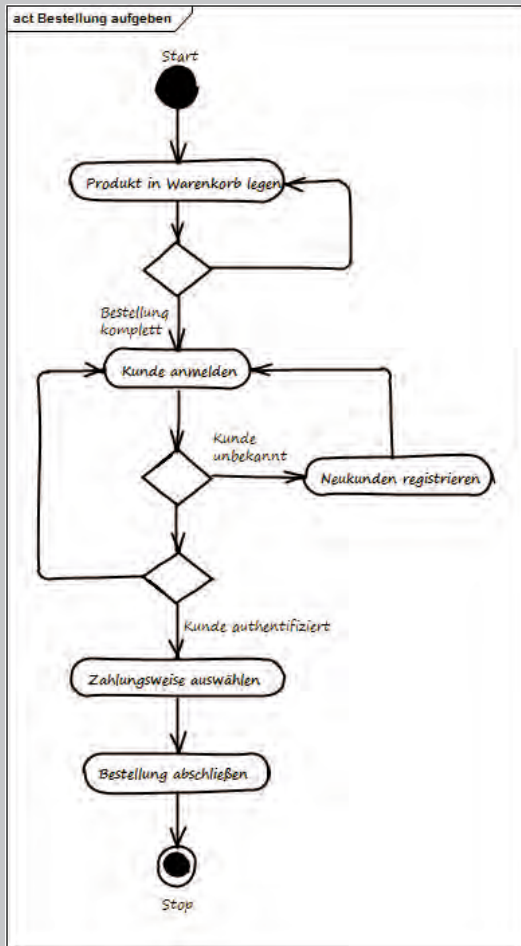 act Bestellung aufgeben
Start
Produkt in Warenkorb legen
Bestellung
komplett
Kunde anmelden
Kunde
unbekannt
Neukunden registrieren
Kunde authentifiziert
Zahlungsweise auswählen
Bestellung abschließen
Stop